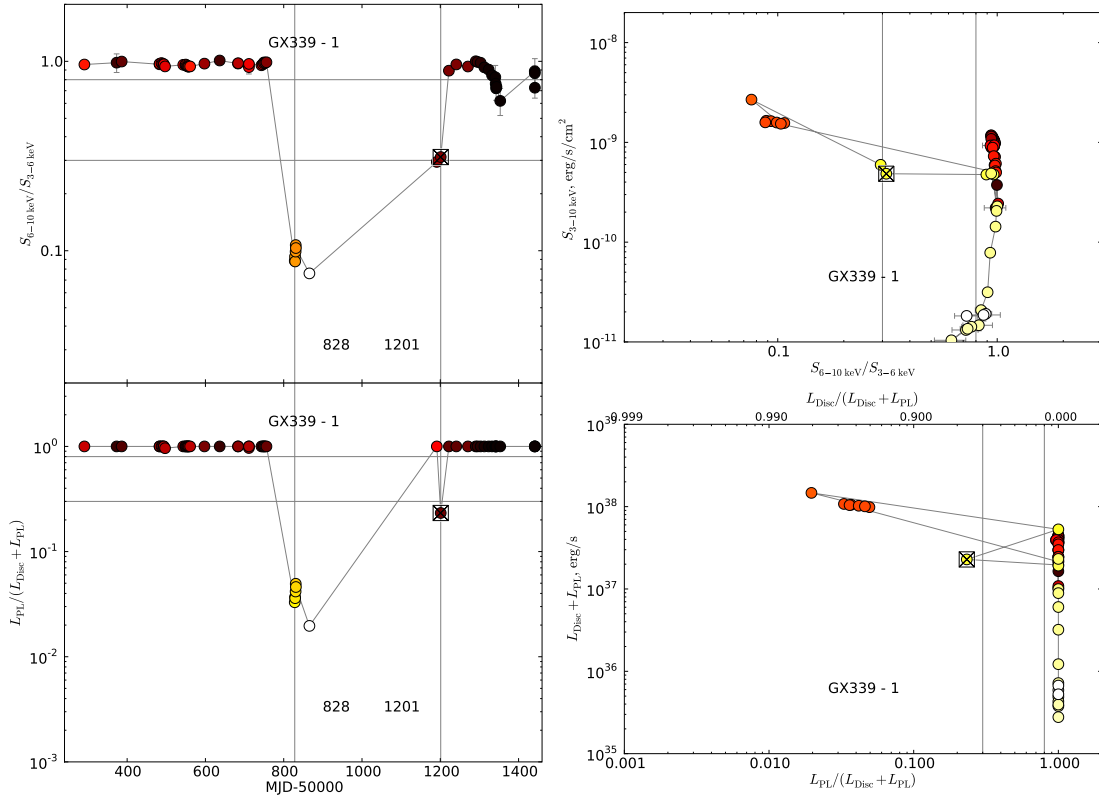 GX339 - 1
1.0
0.1
S6−10 keV/S3−6 keV
828 1201
GX339 - 1
10^0
10^-1
10^-2
10^-3
LPL/(LDisc + LPL)
828 1201
400 600 800 1000 1200 1400
MJD-50000
10^-8
10^-9
10^-10
10^-11
S3−10 keV, erg/s/cm^2
GX339 - 1
0.1 1.0
S6−10 keV/S3−6 keV
LDisc/(LDisc + LPL)
0.999 0.990 0.900 0.000
10^39
10^38
10^37
10^36
10^35
LDisc + LPL, erg/s
GX339 - 1
0.001 0.010 0.100 1.000
LPL/(LDisc + LPL)